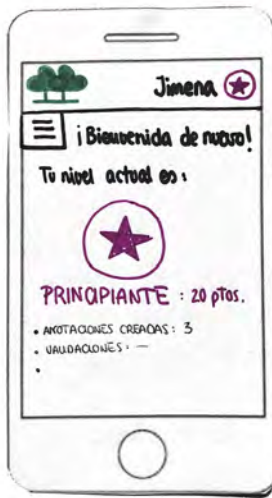 Jimena
¡Bienvenida de nuevo!
Tu nivel actual es:
PRINCIPIANTE : 20 ptos.
• ANOTACIONES CREADAS: 3
• VALIDACIONES: —
•